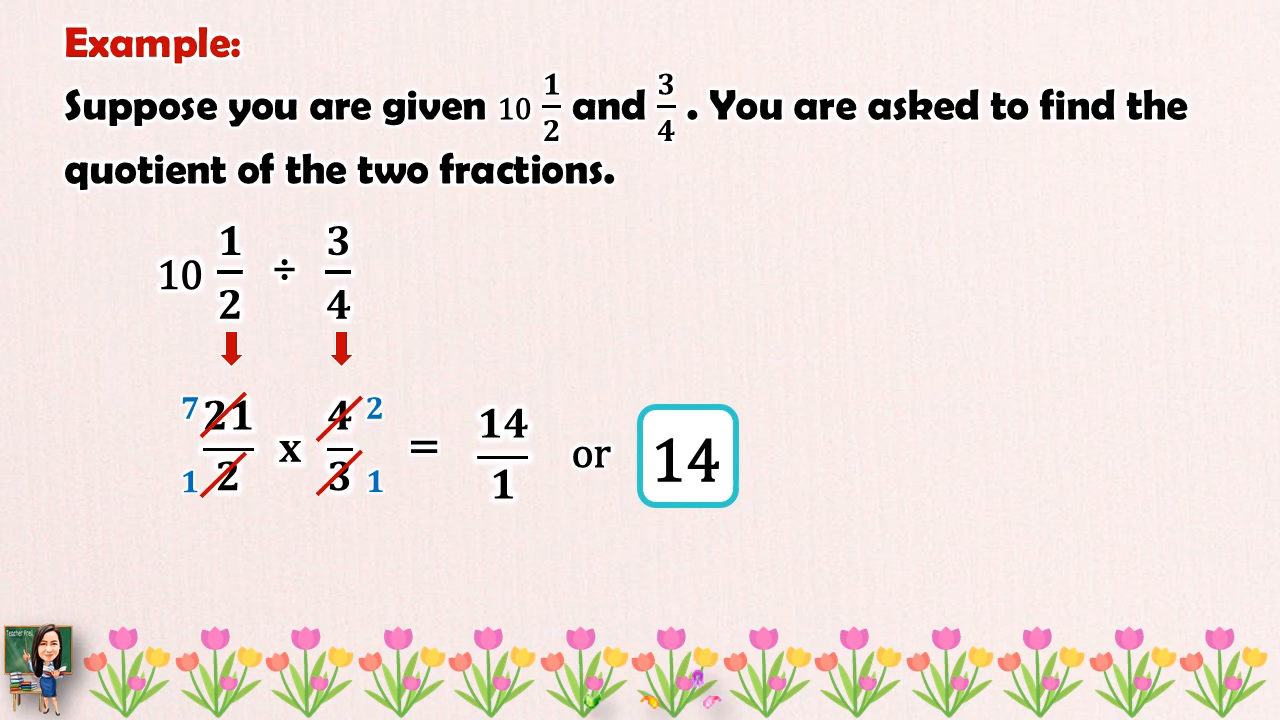 Example:
Suppose you are given 10 1/2 and 3/4 . You are asked to find the
quotient of the two fractions.
10 1/2 ÷ 3/4
7 21/2 1 x 4/3 2 1 = 14/1 or 14
Teacher Prei